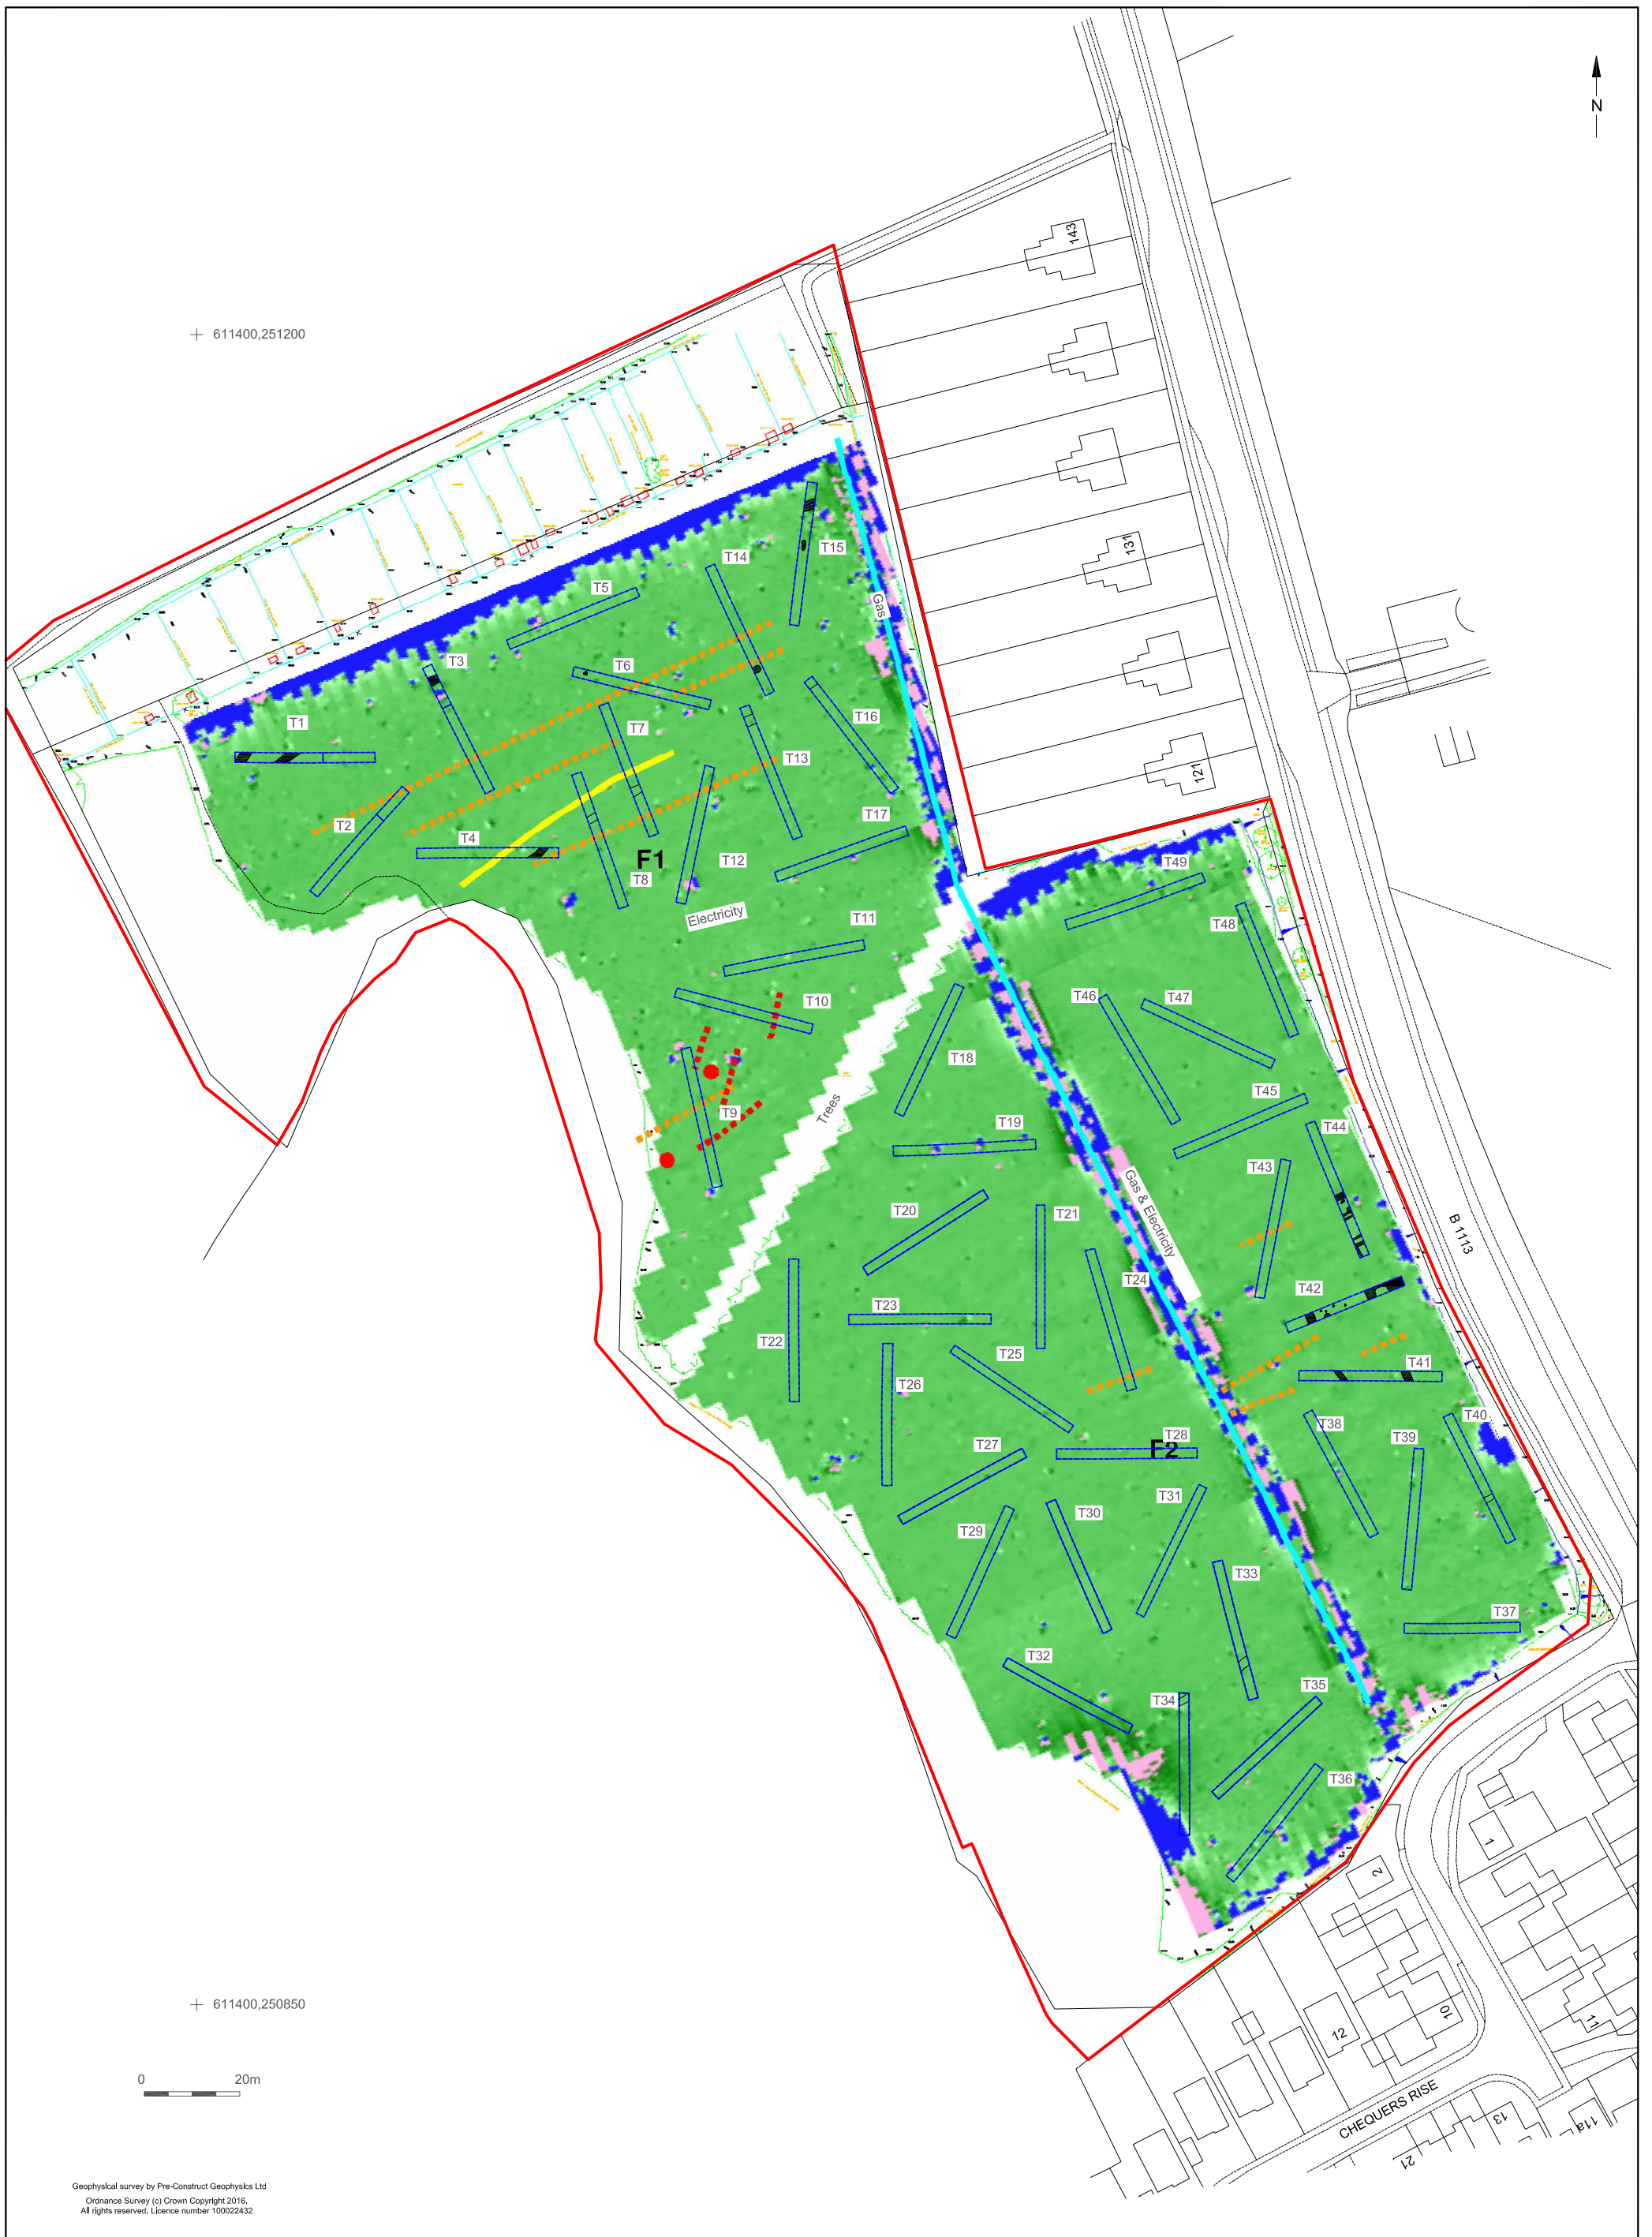 N
143
611400,251200
131
121
Gas
T14
T15
T5
T6
T3
T1
T7
T16
T13
T2
T4
T17
F1
T12
T8
T49
Electricity
T48
T11
T10
T46
T47
T18
T45
T9
Trees
T19
T44
T43
T20
T21
Gas & Electricity
B 1113
T24
T42
T23
T22
T25
T26
T41
T38
T40
T28
F2
T39
T27
T31
T30
T29
T33
T37
T32
T34
T35
T36
1
2
611400,250850
10
12
11
0 20m
CHEQUERS RISE
13
11a
21
Geophysical survey by Pre-Construct Geophysics Ltd
Ordnance Survey (c) Crown Copyright 2016.
All rights reserved. Licence number 100022432